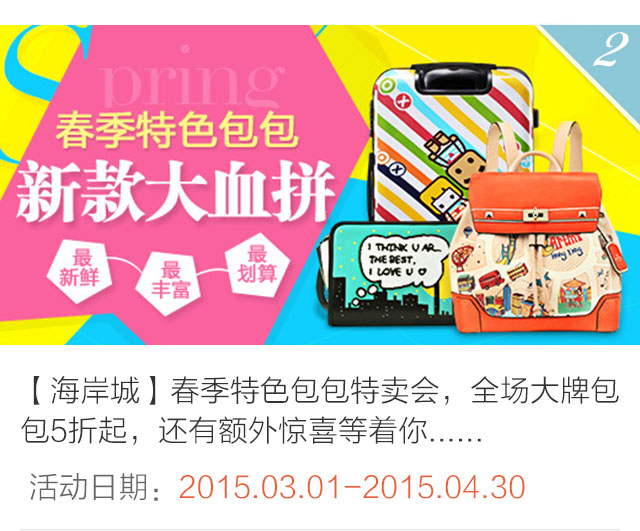 2
Spring
春季特色包包
新款大血拼
最
新鲜
最
丰富
最
划算
I THINK U AR...
THE BEST,
I LOVE U
【海岸城】春季特色包包特卖会，全场大牌包
包5折起，还有额外惊喜等着你......
活动日期：2015.03.01-2015.04.30